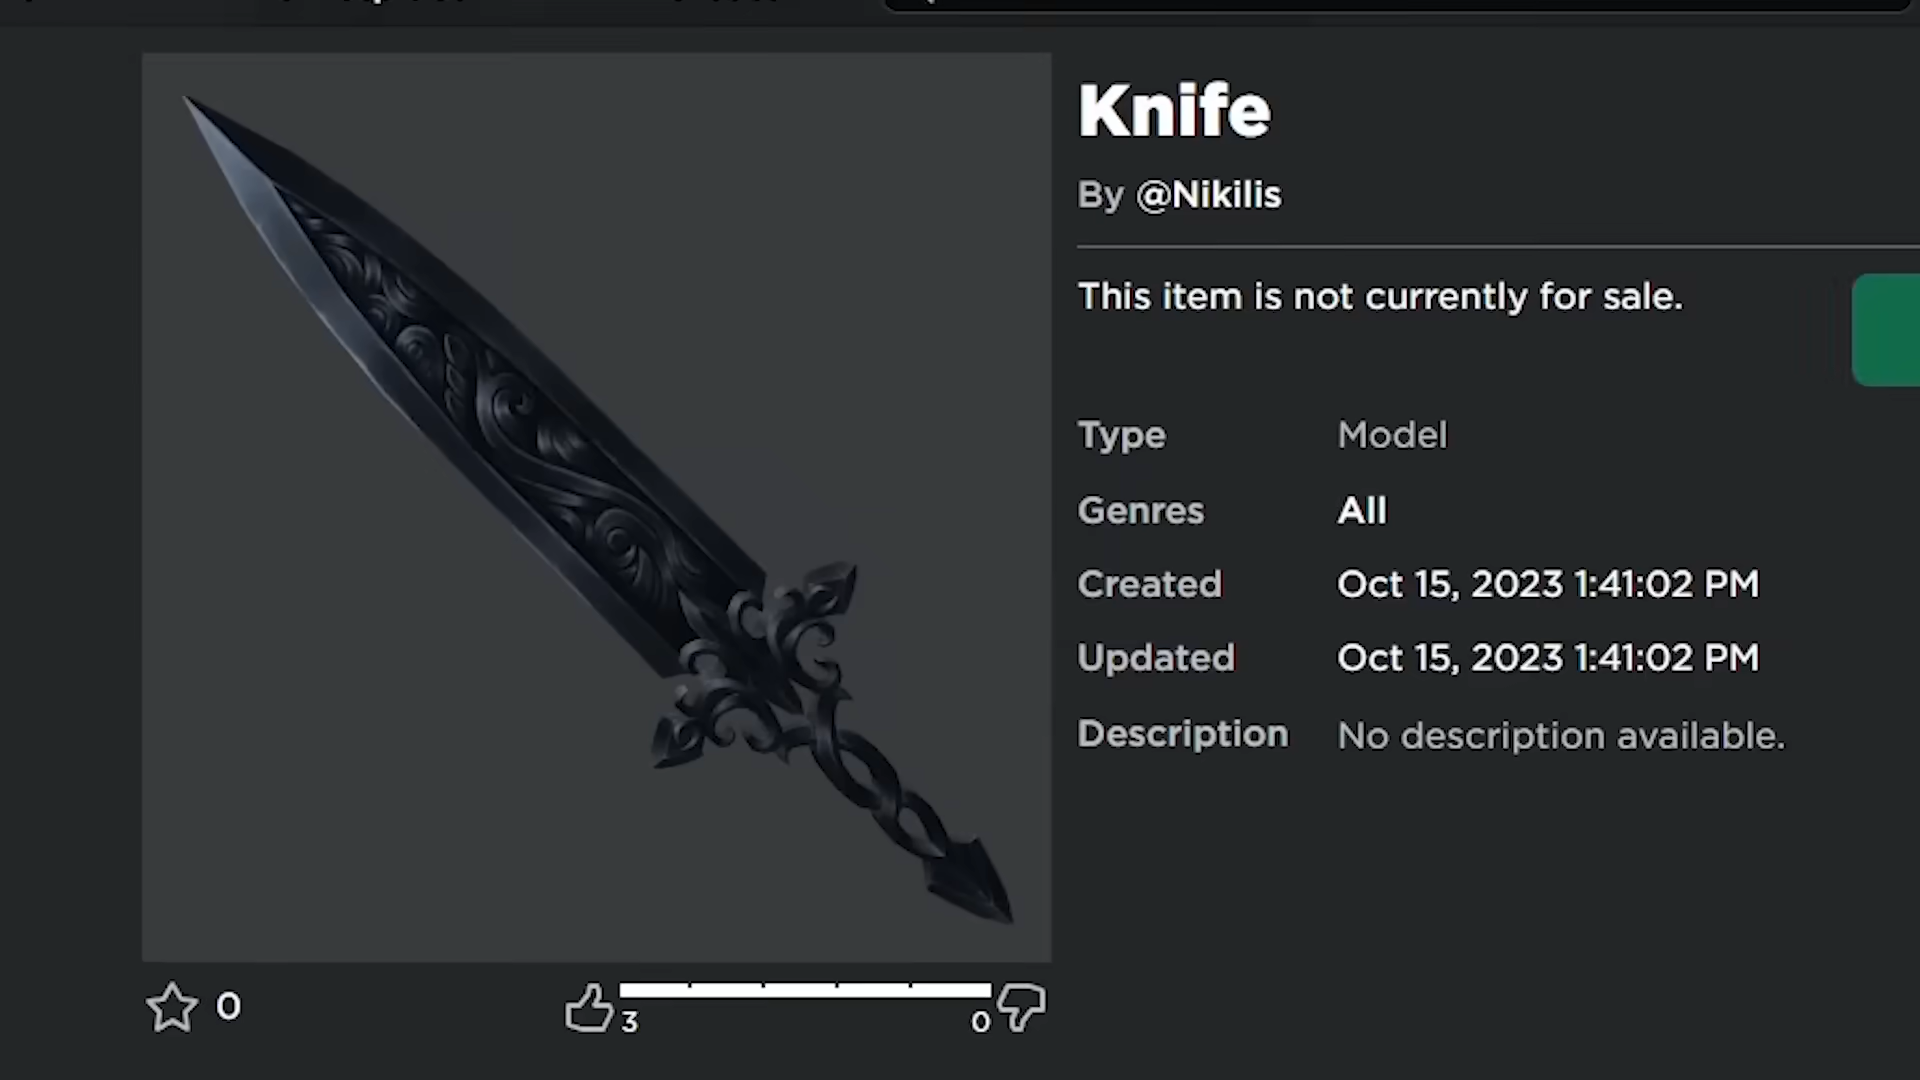 Knife
By @Nikilis
This item is not currently for sale.
Type Model
Genres All
Created Oct 15, 2023 1:41:02 PM
Updated Oct 15, 2023 1:41:02 PM
Description No description available.
0
3 0